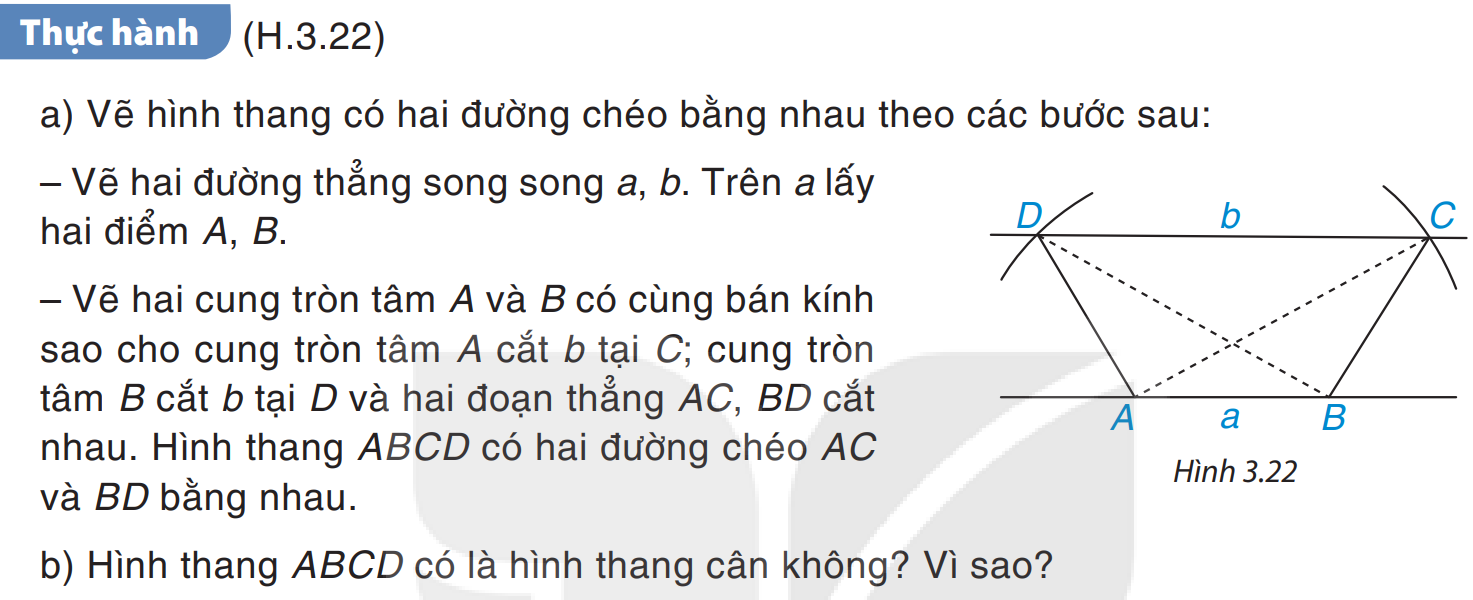 Thực hành (H.3.22)
a) Vẽ hình thang có hai đường chéo bằng nhau theo các bước sau:
– Vẽ hai đường thẳng song song a, b. Trên a lấy
hai điểm A, B.
– Vẽ hai cung tròn tâm A và B có cùng bán kính
sao cho cung tròn tâm A cắt b tại C; cung tròn
tâm B cắt b tại D và hai đoạn thẳng AC, BD cắt
nhau. Hình thang ABCD có hai đường chéo AC
và BD bằng nhau.
D b C
A a B
Hình 3.22
b) Hình thang ABCD có là hình thang cân không? Vì sao?